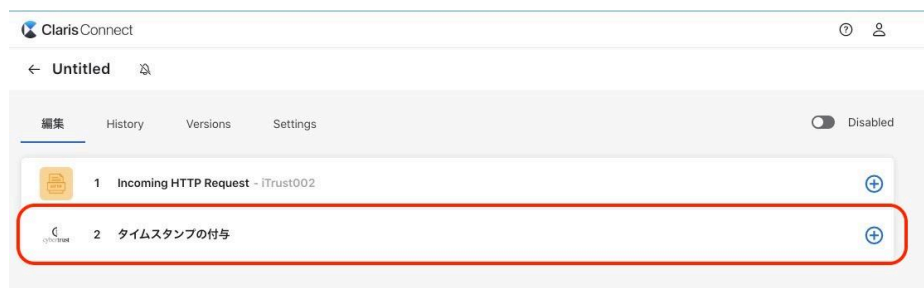 Claris Connect
Untitled
編集 History Versions Settings Disabled
1 Incoming HTTP Request - iTrust002
cybertrust 2 タイムスタンプの付与